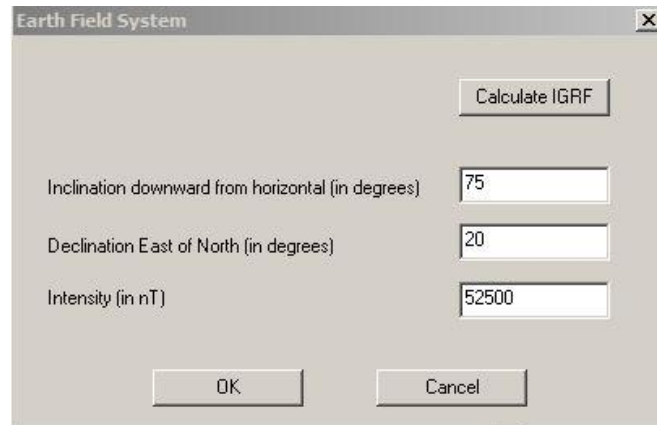 Earth Field System
Calculate IGRF
Inclination downward from horizontal (in degrees) 75
Declination East of North (in degrees) 20
Intensity (in nT) 52500
OK Cancel